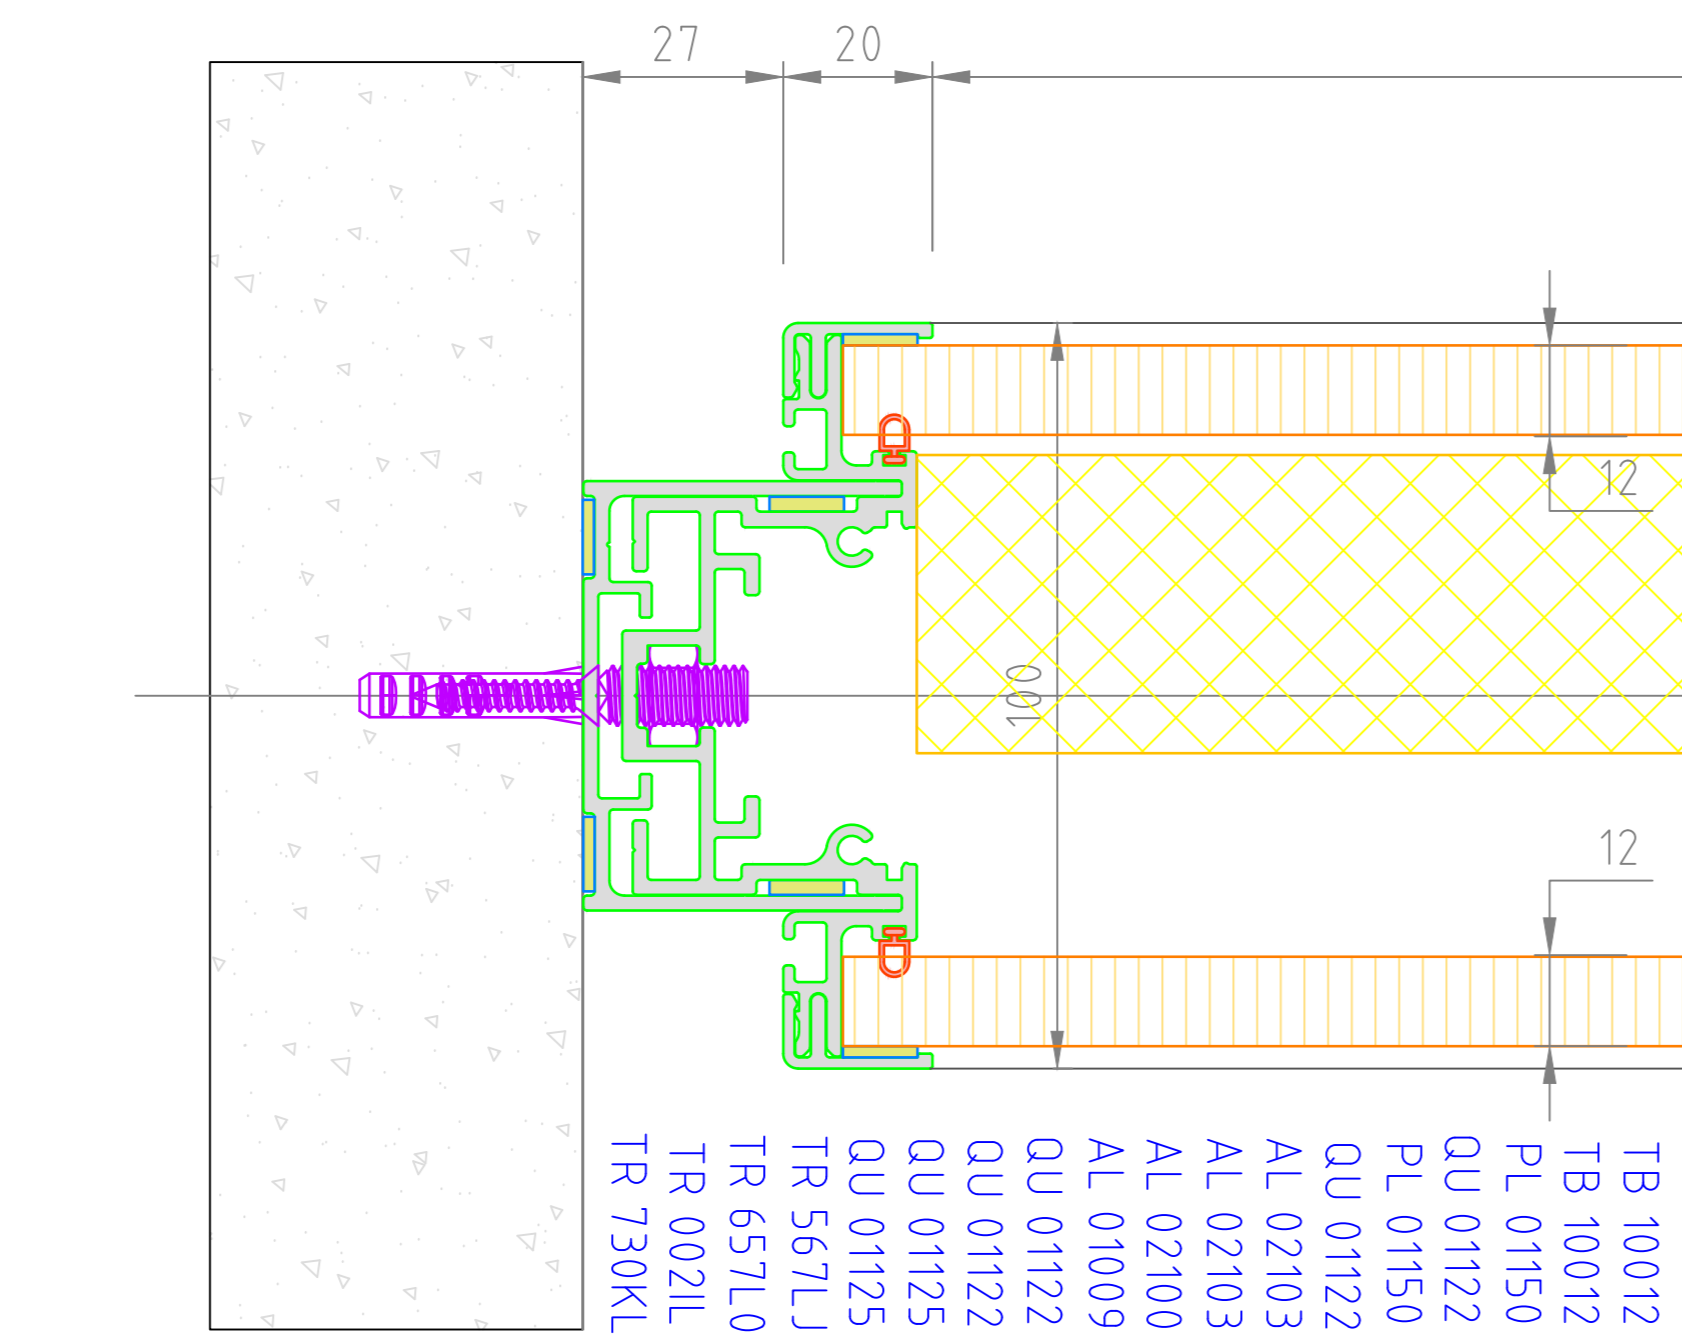 27
20
12
100
12
TR 730KL
TR 002IL
TR 657L0
TR 567LJ
QU 01125
QU 01125
QU 01122
QU 01122
AL 01009
AL 02100
AL 02103
AL 02103
QU 01122
PL 01150
QU 01122
PL 01150
TB 10012
TB 10012